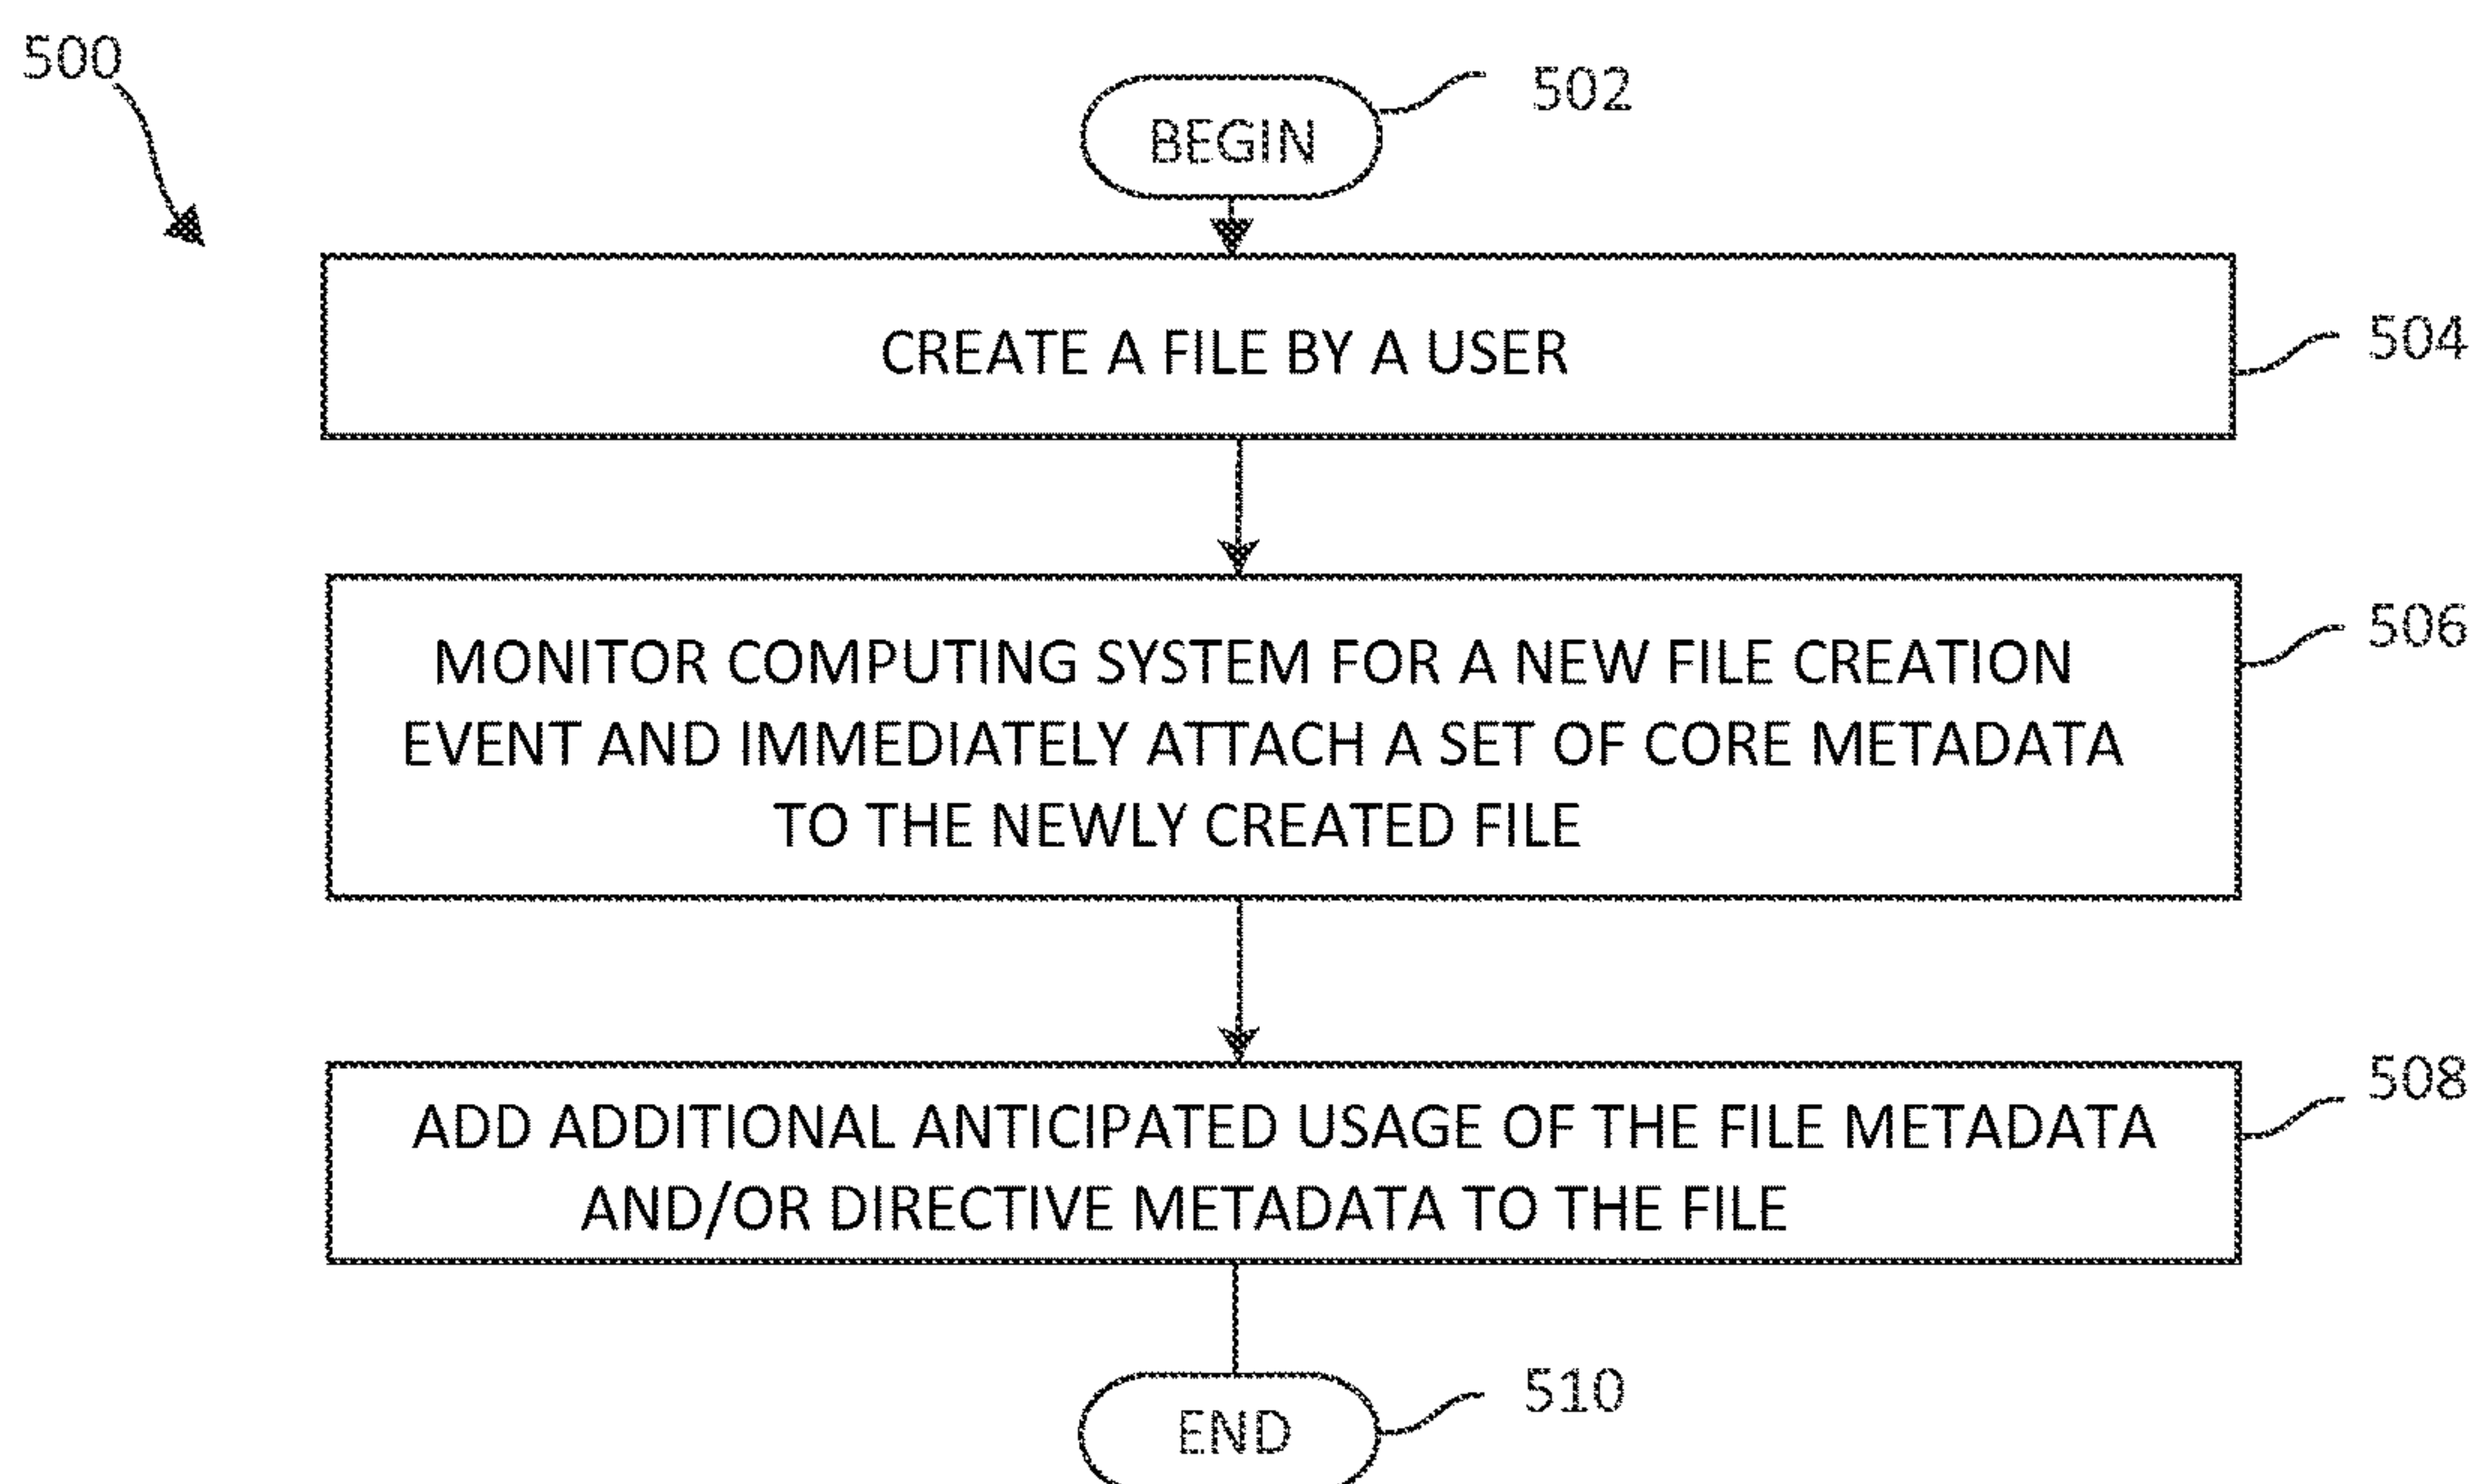 500
502
BEGIN
CREATE A FILE BY A USER
504
MONITOR COMPUTING SYSTEM FOR A NEW FILE CREATION
EVENT AND IMMEDIATELY ATTACH A SET OF CORE METADATA
TO THE NEWLY CREATED FILE
506
ADD ADDITIONAL ANTICIPATED USAGE OF THE FILE METADATA
AND/OR DIRECTIVE METADATA TO THE FILE
508
END
510